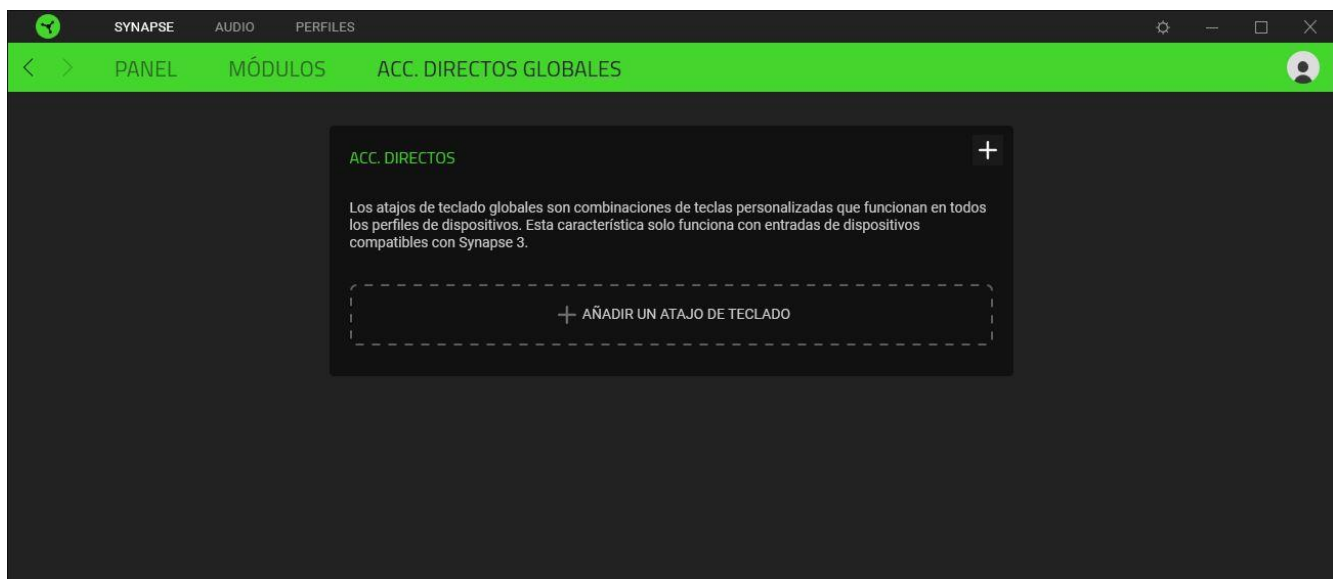 SYNAPSE AUDIO PERFILES
PANEL MÓDULOS ACC. DIRECTOS GLOBALES
ACC. DIRECTOS
Los atajos de teclado globales son combinaciones de teclas personalizadas que funcionan en todos
los perfiles de dispositivos. Esta característica solo funciona con entradas de dispositivos
compatibles con Synapse 3.
AÑADIR UN ATAJO DE TECLADO